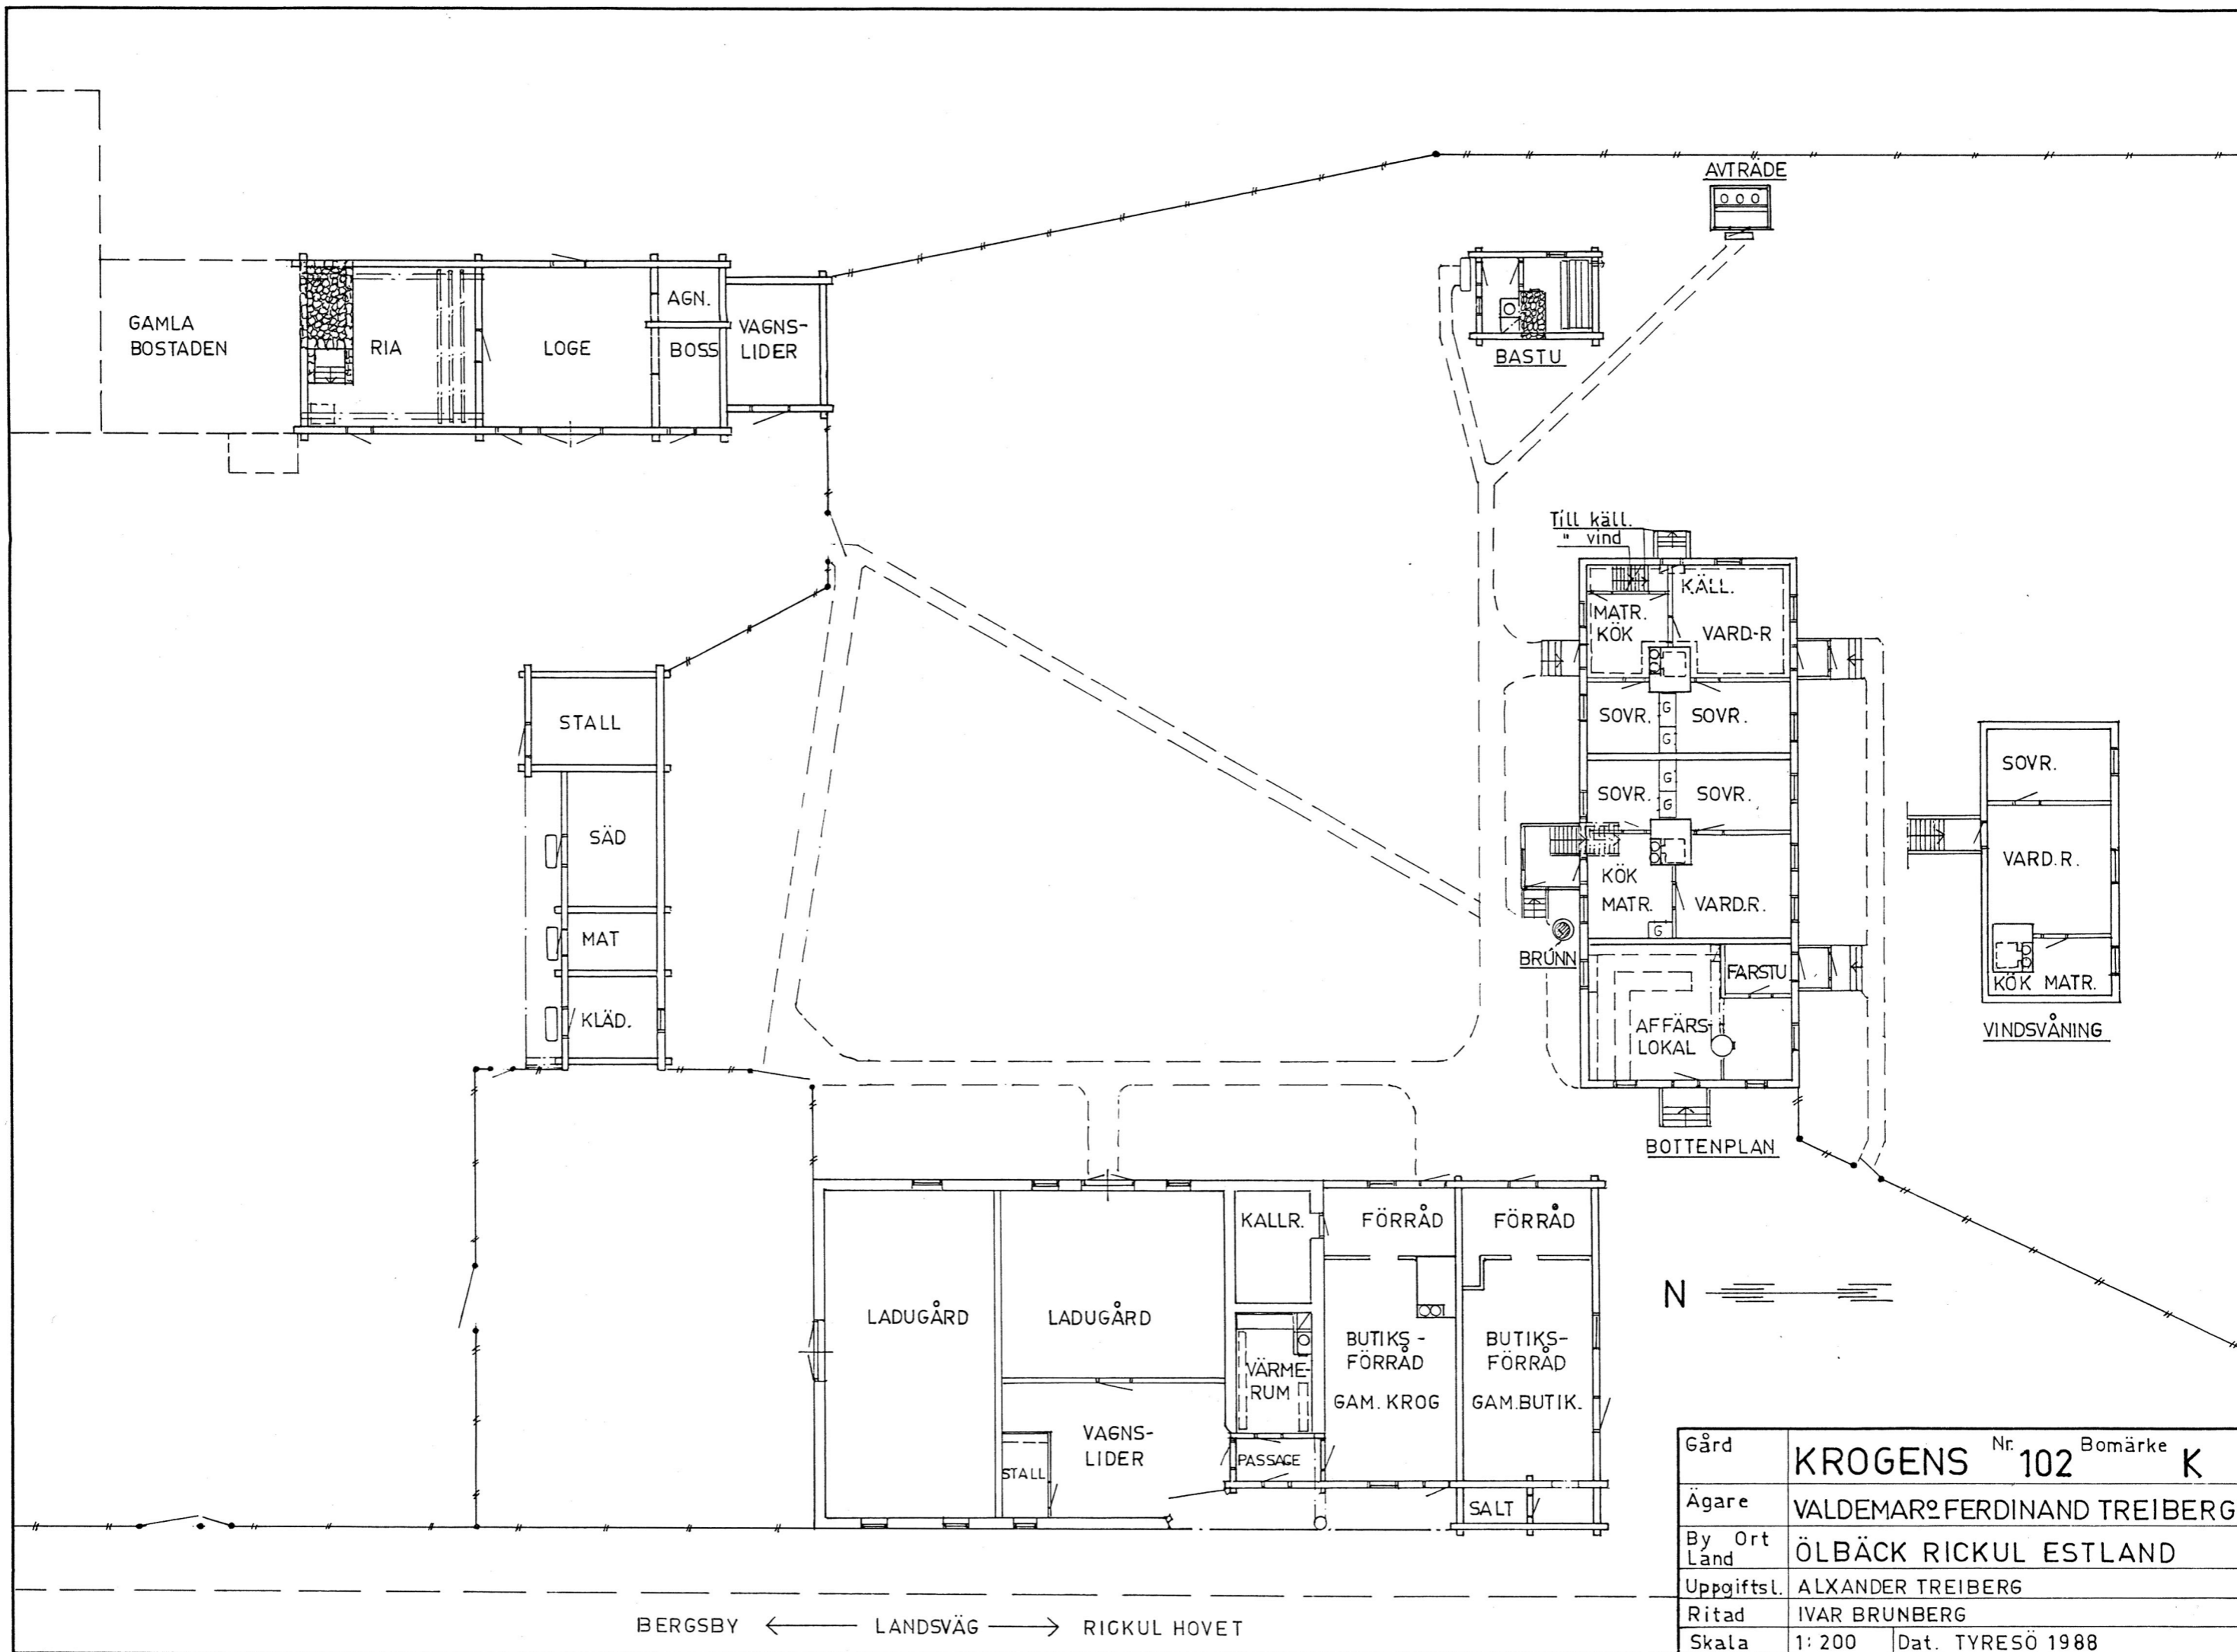 AVTRÄDE
BASTU
GAMLA
BOSTADEN
RIA
LOGE
AGN.
BOSS
VAGNS-
LIDER
Till käll.
" vind
KÄLL.
MATR.
KÖK
VARD-R
SOVR.
SOVR.
G
G
G
G
SOVR.
SOVR.
KÖK
MATR.
VARD.R.
G
BRUNN
FARSTU
AFFÄRS-
LOKAL
BOTTENPLAN
SOVR.
VARD.R.
KÖK MATR.
VINDSVÅNING
STALL
SÄD
MAT
KLÄD.
LADUGÅRD
LADUGÅRD
VAGNS-
LIDER
STALL
KALLR.
VÄRME-
RUM
PASSAGE
FÖRRÅD
FÖRRÅD
BUTIKS-
FÖRRÅD
GAM. KROG
BUTIKS-
FÖRRÅD
GAM.BUTIK.
SALT
N
BERGSBY ← LANDSVÄG → RICKUL HOVET
Gård KROGENS Nr. 102 Bomärke K
Ägare VALDEMAR o FERDINAND TREIBERG
By Ort
Land ÖLBÄCK RICKUL ESTLAND
Uppgiftsl. ALXANDER TREIBERG
Ritad IVAR BRUNBERG
Skala 1:200 Dat. TYRESÖ 1988